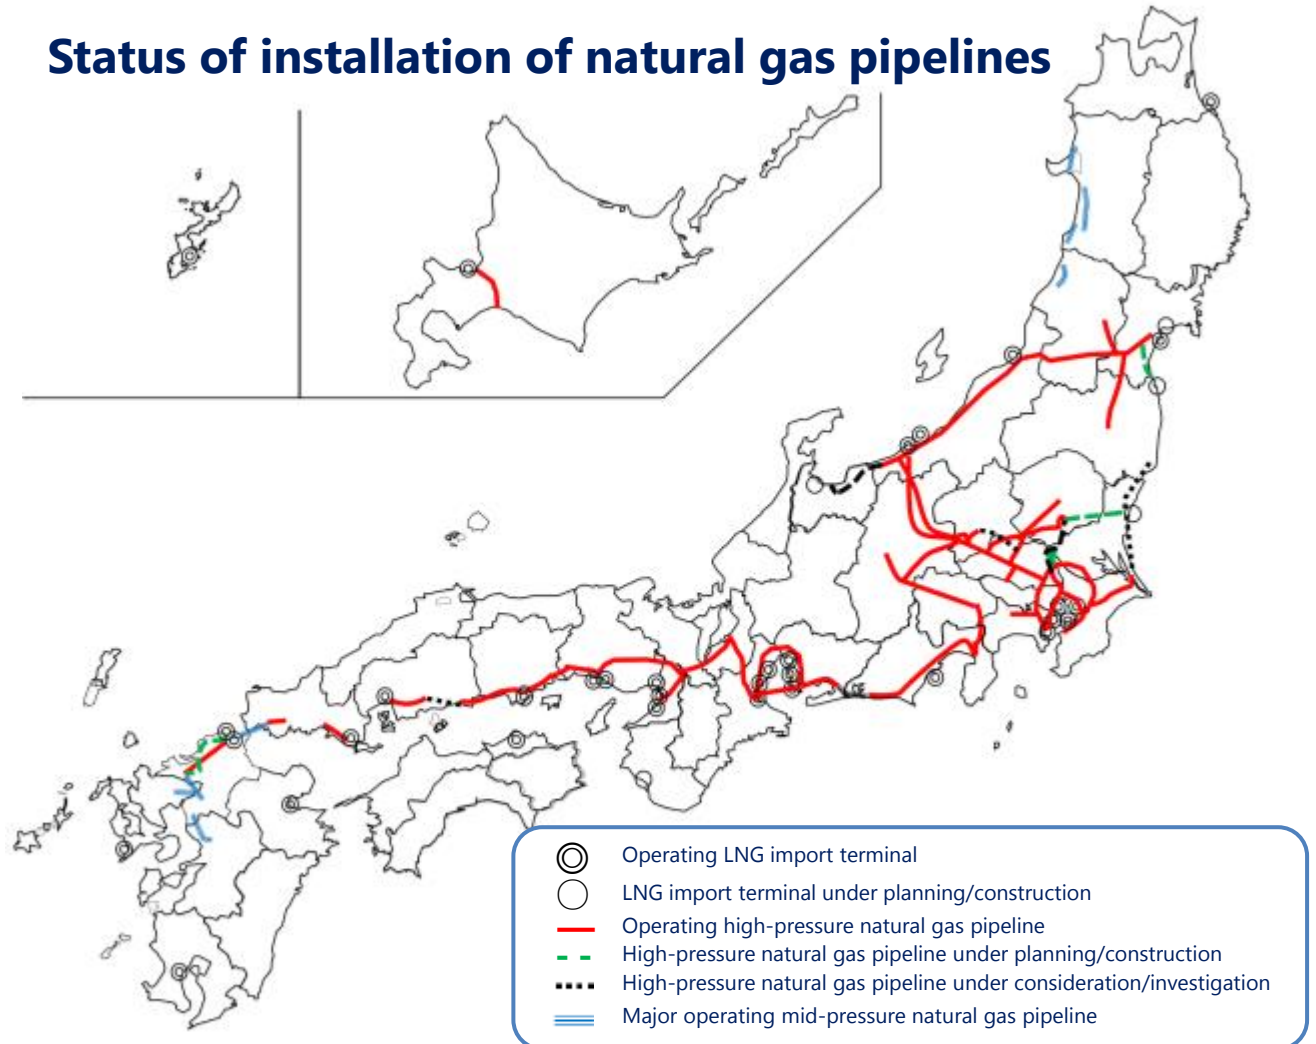 Status of installation of natural gas pipelines
Operating LNG import terminal
LNG import terminal under planning/construction
Operating high-pressure natural gas pipeline
High-pressure natural gas pipeline under planning/construction
High-pressure natural gas pipeline under consideration/investigation
Major operating mid-pressure natural gas pipeline